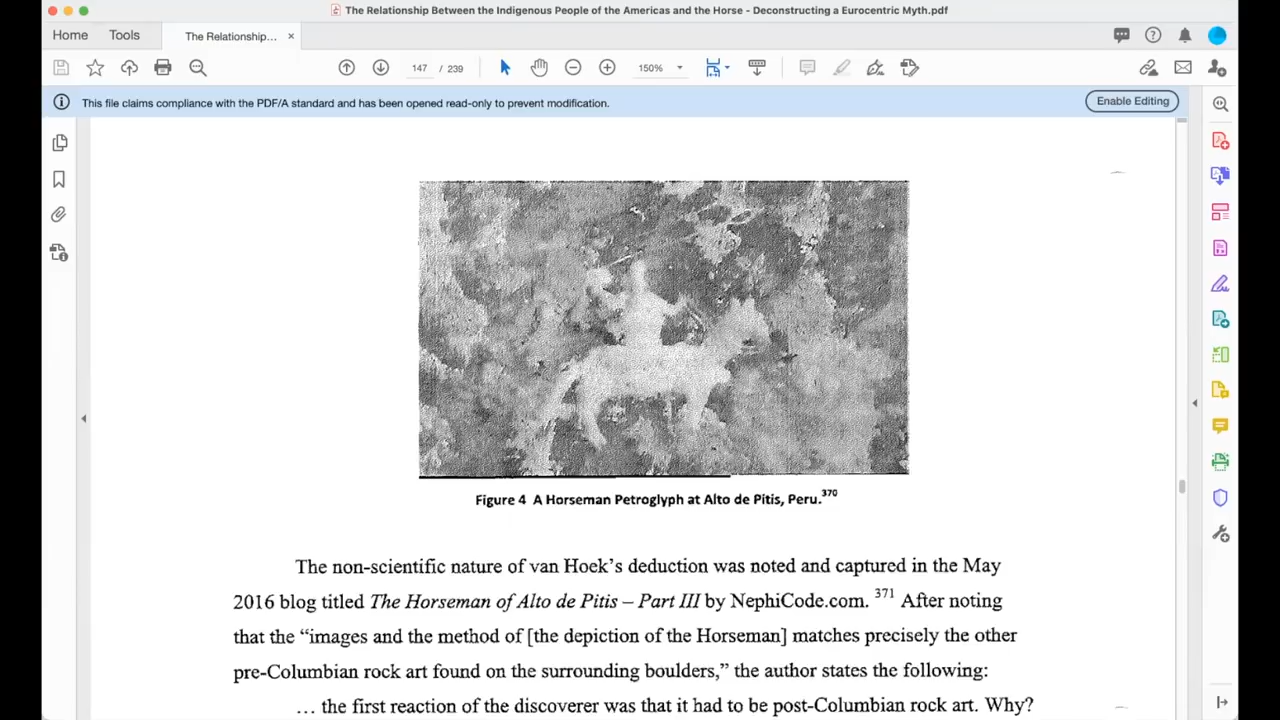 The Relationship Between the Indigenous People of the Americas and the Horse - Deconstructing a Eurocentric Myth.pdf
Home
Tools
The Relationship...
147 / 239
150%
This file claims compliance with the PDF/A standard and has been opened read-only to prevent modification.
Enable Editing
Figure 4 A Horseman Petroglyph at Alto de Pitis, Peru.370
The non-scientific nature of van Hoek's deduction was noted and captured in the May
2016 blog titled The Horseman of Alto de Pitis – Part III by NephiCode.com. 371 After noting
that the "images and the method of [the depiction of the Horseman] matches precisely the other
pre-Columbian rock art found on the surrounding boulders," the author states the following:
… the first reaction of the discoverer was that it had to be post-Columbian rock art. Why?